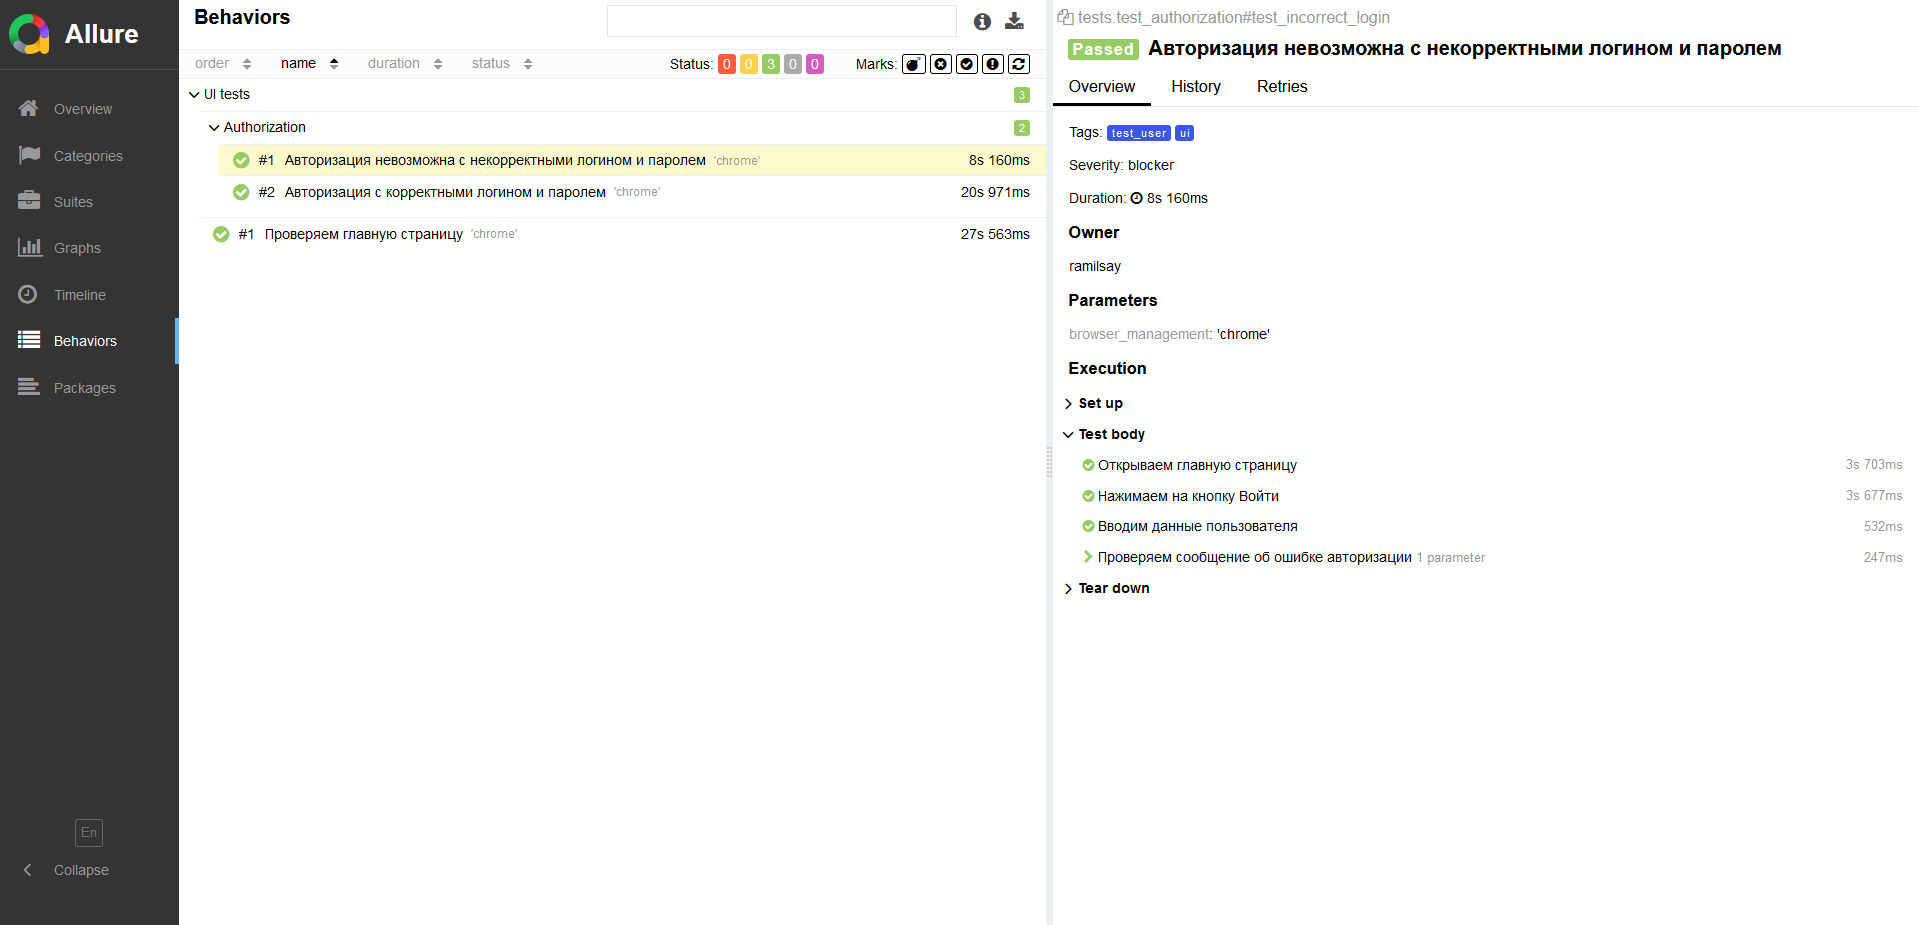 Allure
Overview
Categories
Suites
Graphs
Timeline
Behaviors
Packages
En
Collapse
Behaviors
order name duration status Status: 0 0 3 0 0 Marks:
UI tests 3
Authorization 2
#1 Авторизация невозможна с некорректными логином и паролем 'chrome' 8s 160ms
#2 Авторизация с корректными логином и паролем 'chrome' 20s 971ms
#1 Проверяем главную страницу 'chrome' 27s 563ms
tests.test_authorization#test_incorrect_login
Passed Авторизация невозможна с некорректными логином и паролем
Overview History Retries
Tags: test_user ui
Severity: blocker
Duration: 8s 160ms
Owner
ramilsay
Parameters
browser_management: 'chrome'
Execution
Set up
Test body
Открываем главную страницу 3s 703ms
Нажимаем на кнопку Войти 3s 677ms
Вводим данные пользователя 532ms
Проверяем сообщение об ошибке авторизации 1 parameter 247ms
Tear down